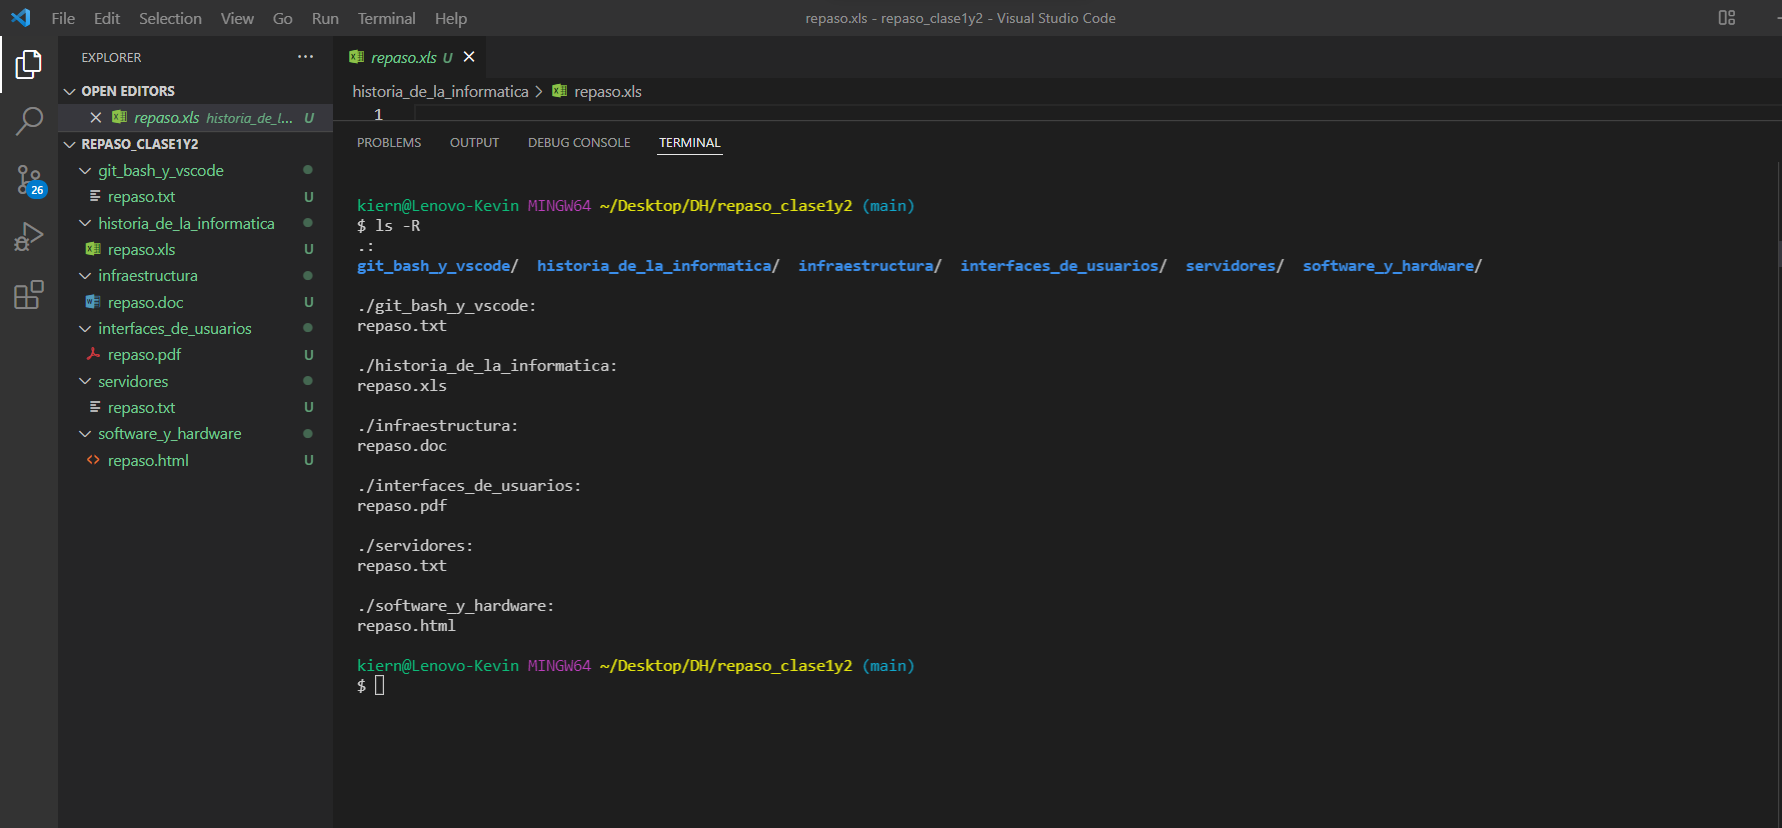 File Edit Selection View Go Run Terminal Help
repaso.xls - repaso_clase1y2 - Visual Studio Code
EXPLORER
OPEN EDITORS
repaso.xls historia_de_l... U
REPASO_CLASE1Y2
git_bash_y_vscode
repaso.txt U
historia_de_la_informatica
repaso.xls U
infraestructura
repaso.doc U
interfaces_de_usuarios
repaso.pdf U
servidores
repaso.txt U
software_y_hardware
repaso.html U
26
repaso.xls U
historia_de_la_informatica > repaso.xls
1
PROBLEMS OUTPUT DEBUG CONSOLE TERMINAL
kiern@Lenovo-Kevin MINGW64 ~/Desktop/DH/repaso_clase1y2 (main)
$ ls -R
.:
git_bash_y_vscode/ historia_de_la_informatica/ infraestructura/ interfaces_de_usuarios/ servidores/ software_y_hardware/
./git_bash_y_vscode:
repaso.txt
./historia_de_la_informatica:
repaso.xls
./infraestructura:
repaso.doc
./interfaces_de_usuarios:
repaso.pdf
./servidores:
repaso.txt
./software_y_hardware:
repaso.html
kiern@Lenovo-Kevin MINGW64 ~/Desktop/DH/repaso_clase1y2 (main)
$